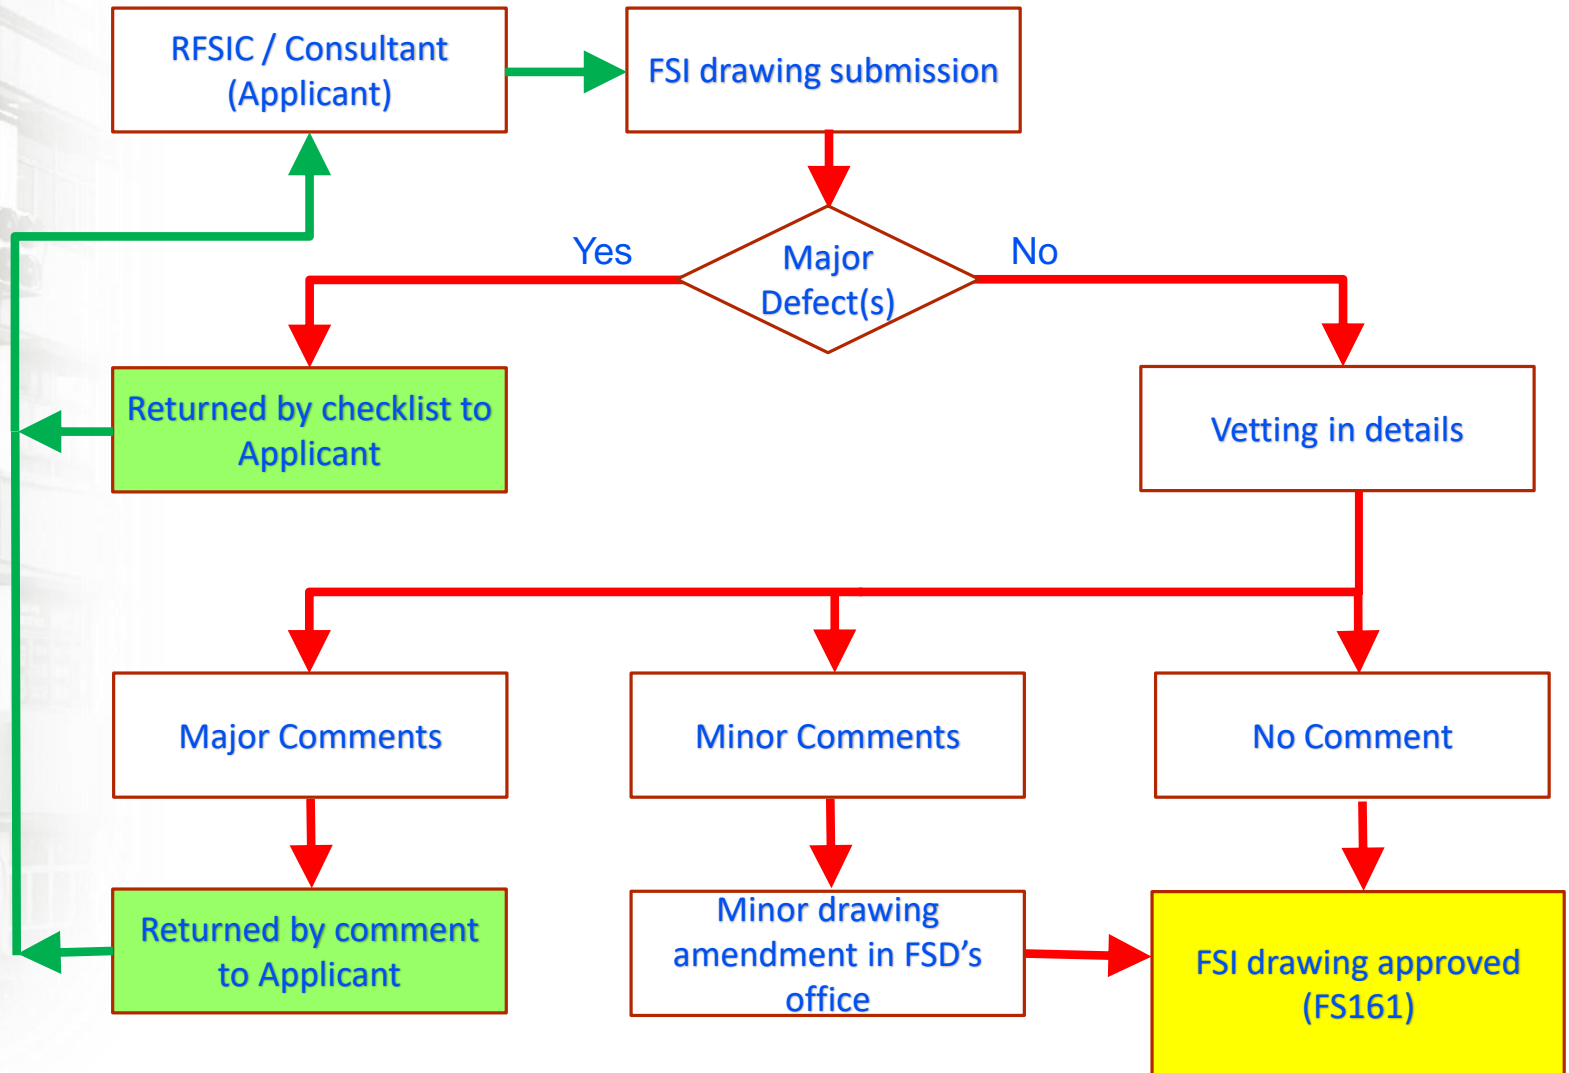 RFSIC / Consultant
(Applicant)
FSI drawing submission
Yes
Major
Defect(s)
No
Returned by checklist to
Applicant
Vetting in details
Major Comments
Minor Comments
No Comment
Returned by comment
to Applicant
Minor drawing
amendment in FSD’s
office
FSI drawing approved
(FS161)